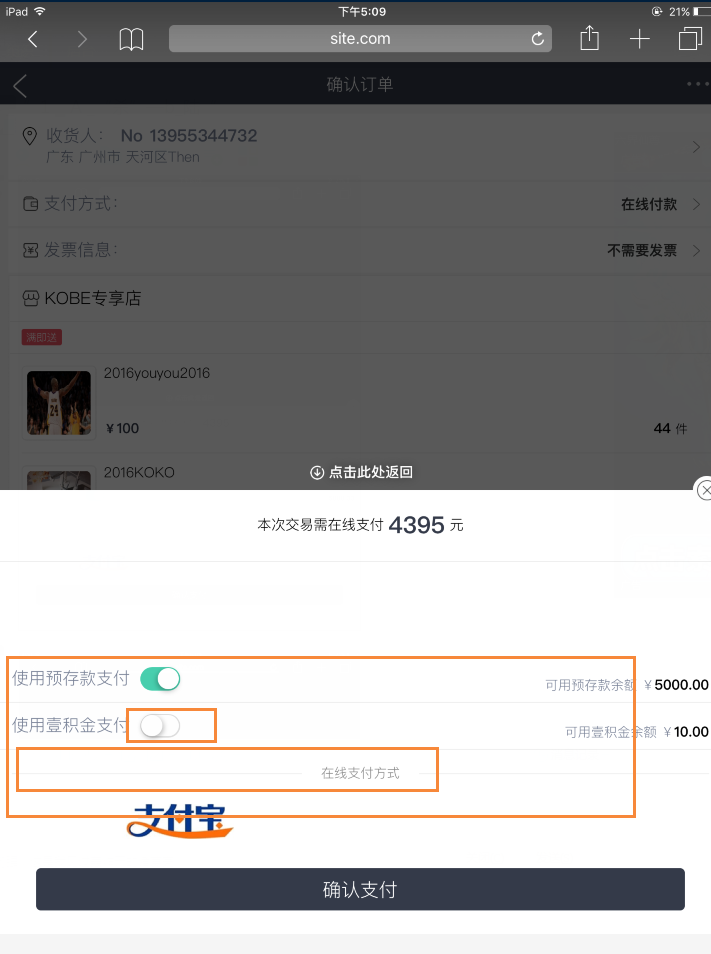 iPad 下午5:09 21%
site.com
确认订单
收货人: No 13955344732
广东 广州市 天河区Then
支付方式: 在线付款
发票信息: 不需要发票
KOBE专享店
满即送
2016youyou2016
24
¥100 44 件
2016KOKO
点击此处返回
本次交易需在线支付 4395 元
使用预存款支付 可用预存款余额 ¥5000.00
使用壹积金支付 可用壹积金余额 ¥10.00
在线支付方式
支付宝
确认支付